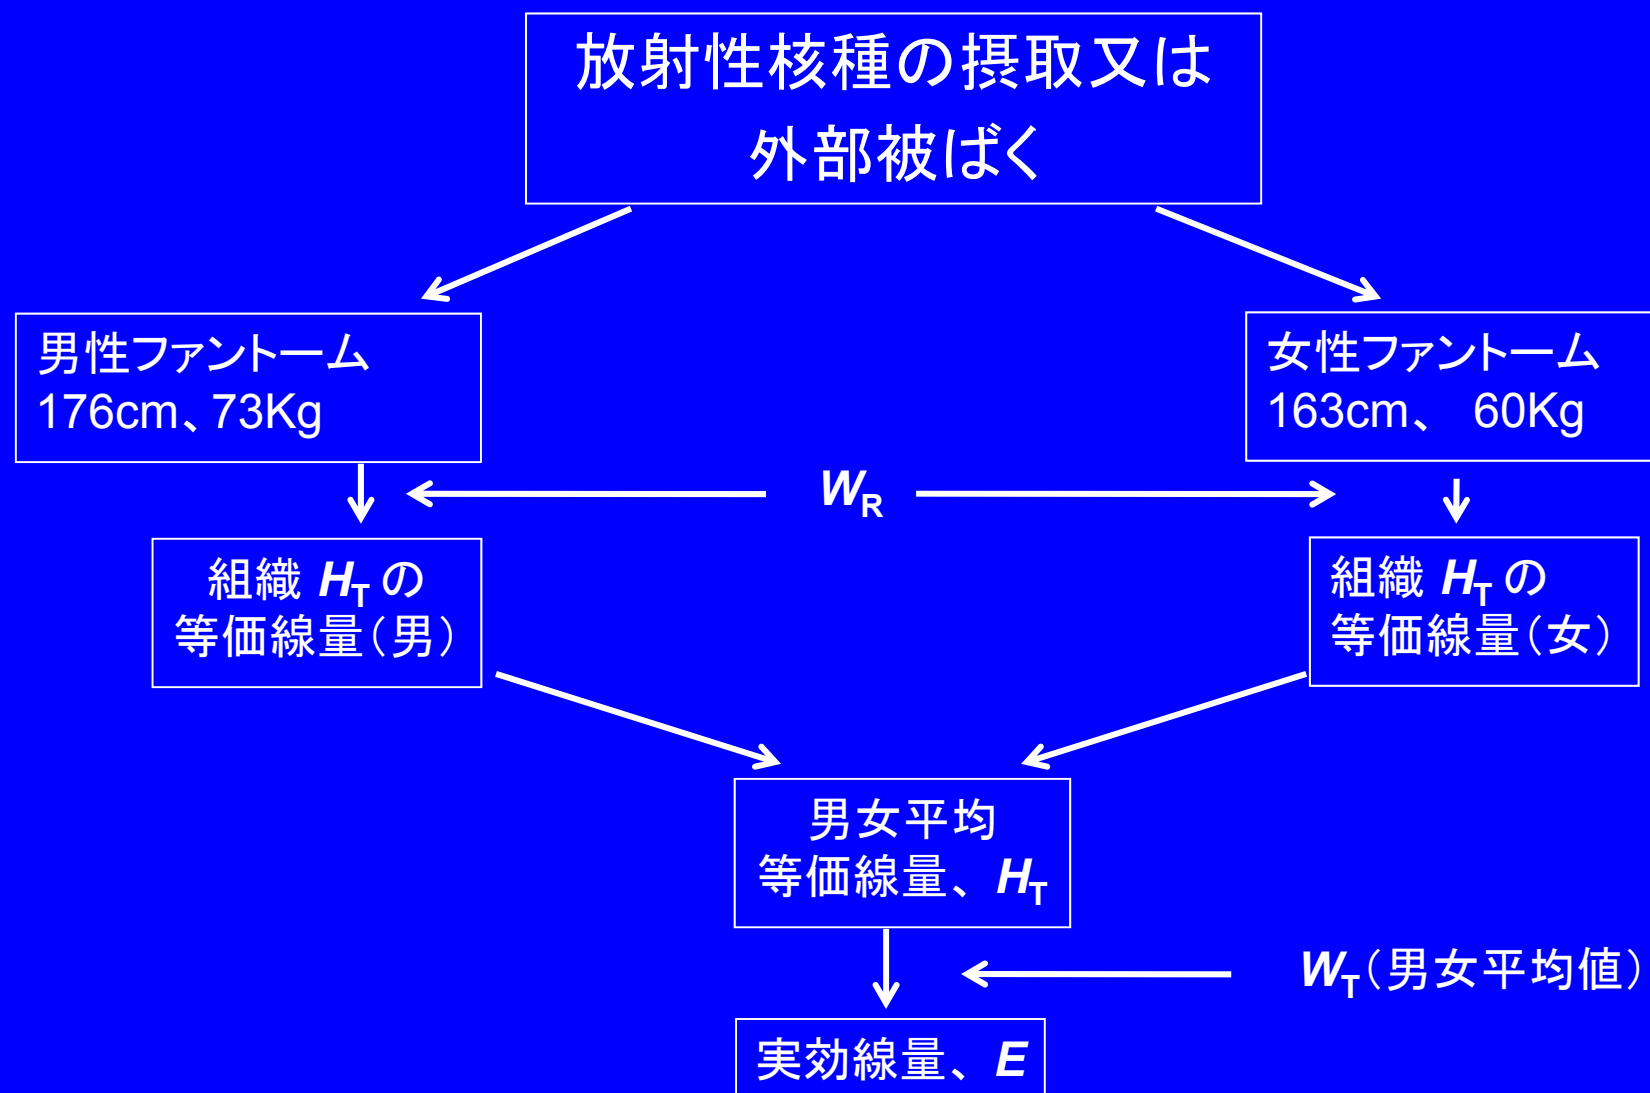 放射性核種の摂取又は
外部被ばく
男性ファントーム
176cm、73Kg
女性ファントーム
163cm、 60Kg
WR
組織 HT の
等価線量（男）
組織 HT の
等価線量（女）
男女平均
等価線量、HT
WT（男女平均値）
実効線量、E